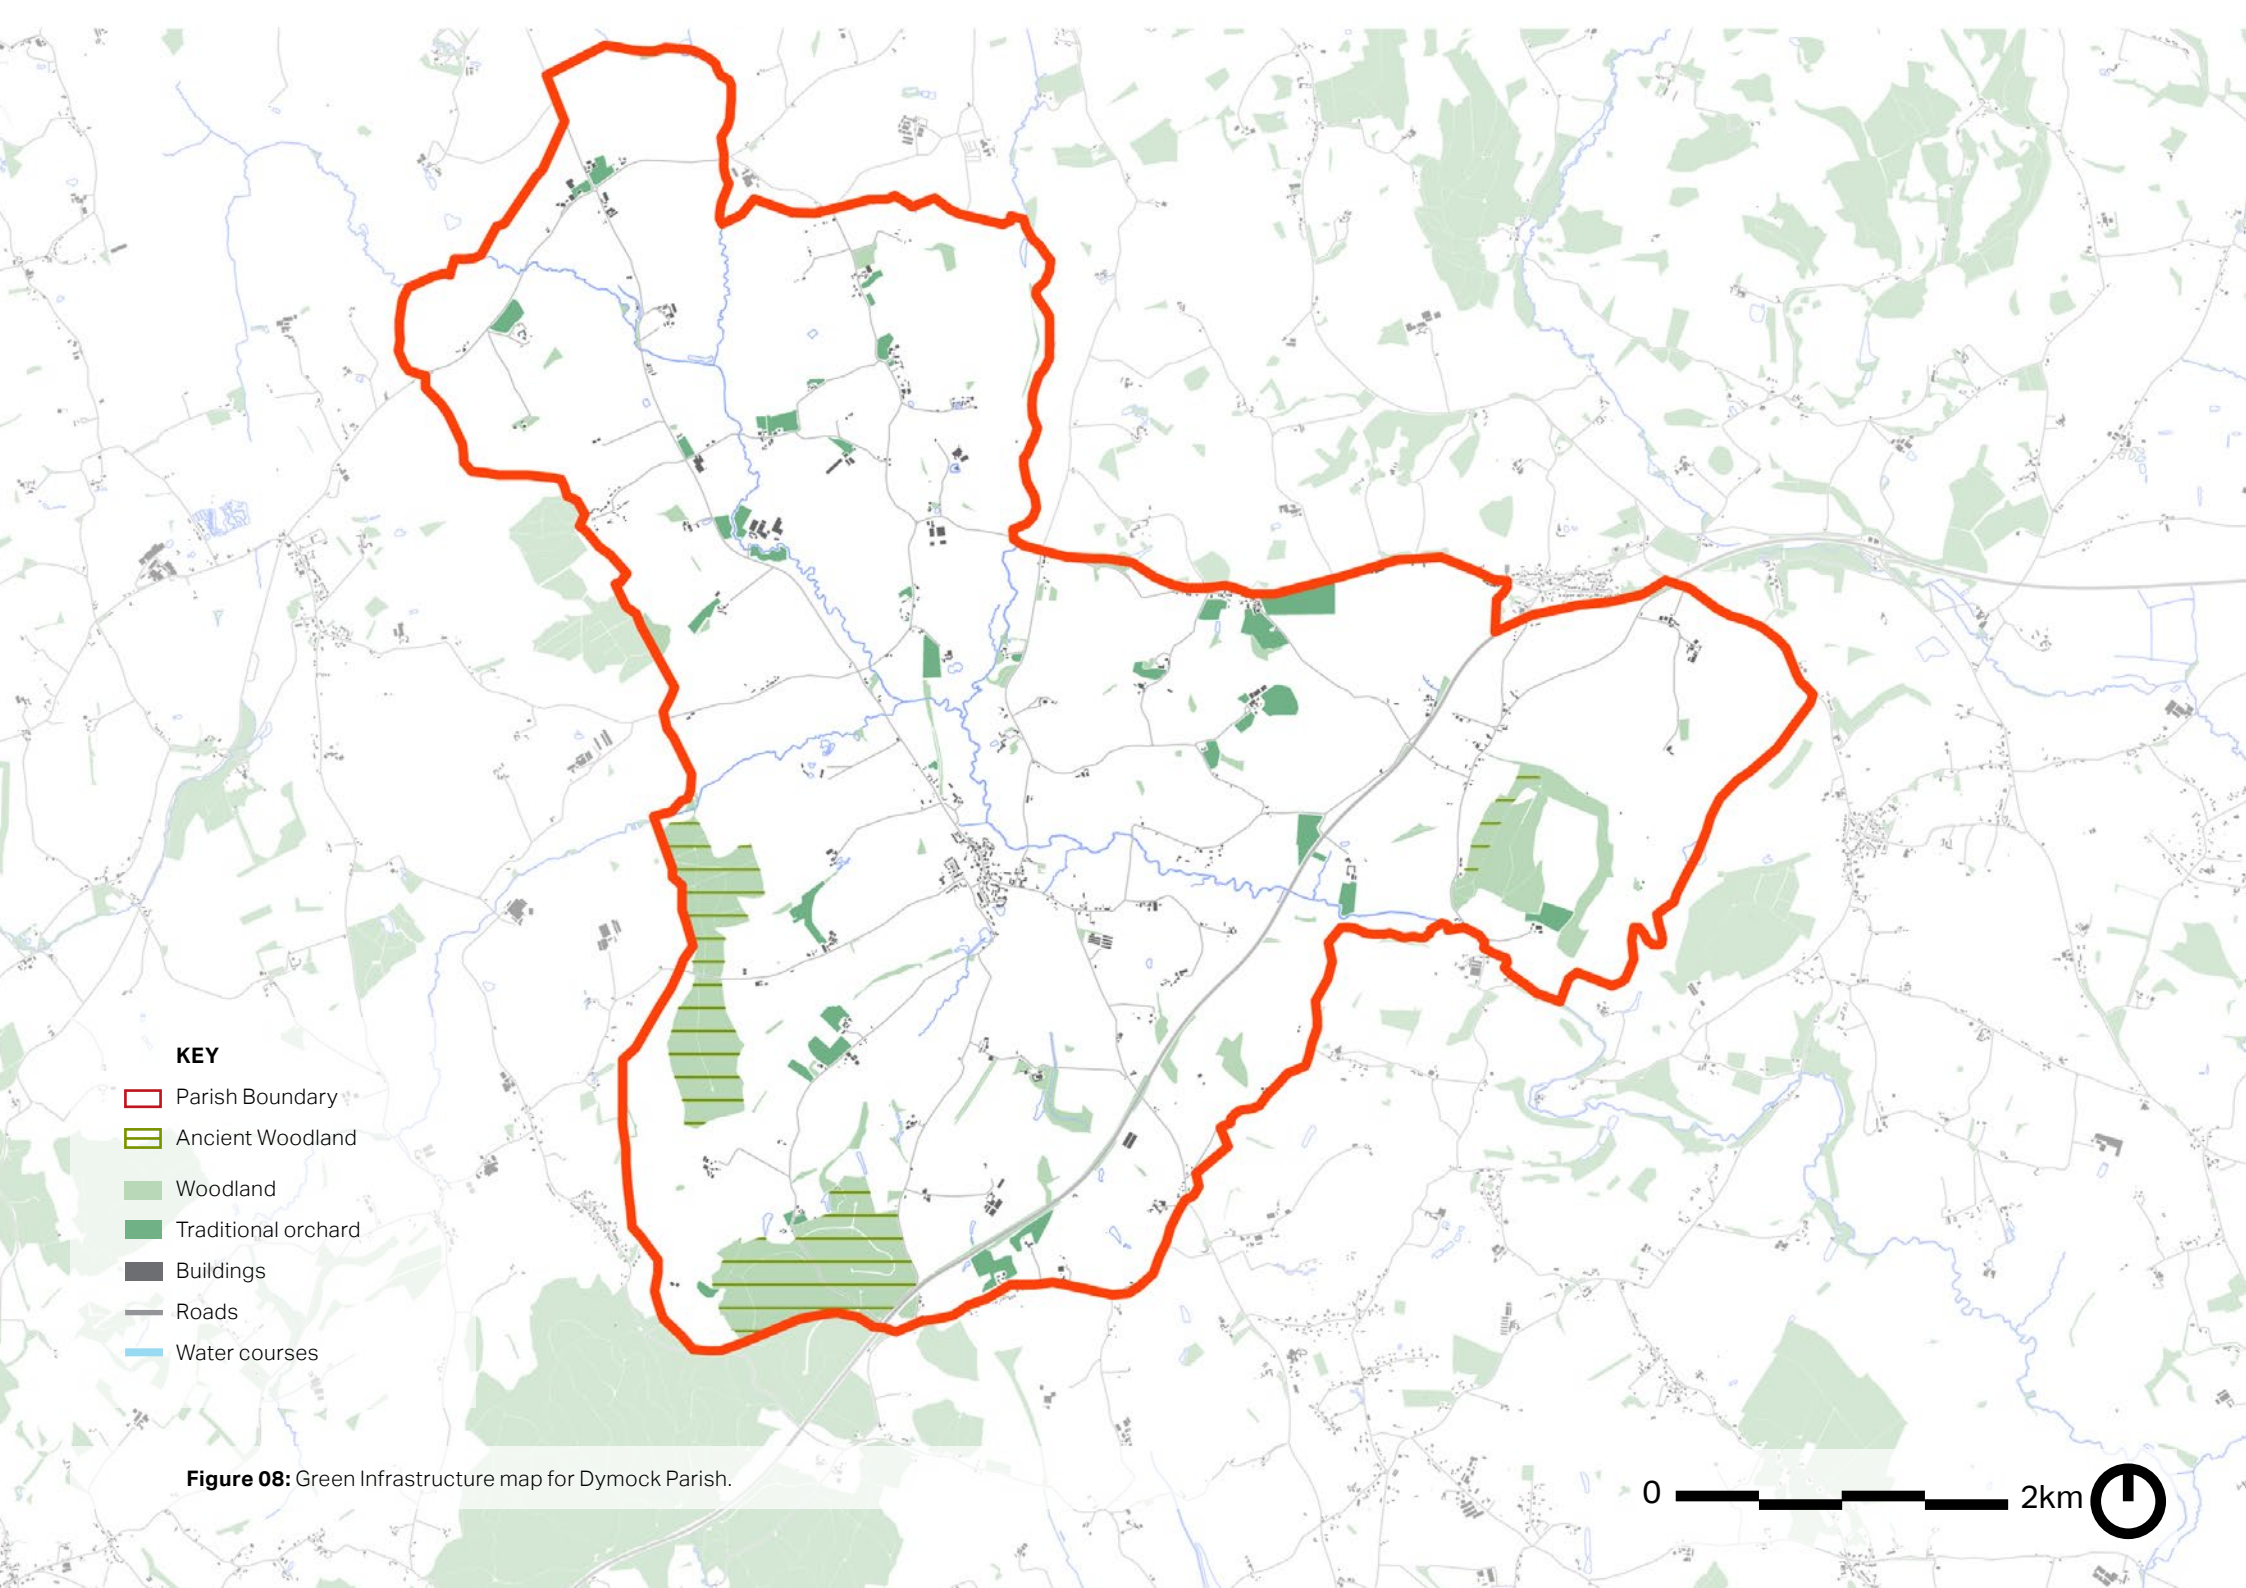 KEY
Parish Boundary
Ancient Woodland
Woodland
Traditional orchard
Buildings
Roads
Water courses
Figure 08: Green Infrastructure map for Dymock Parish.
0 2km